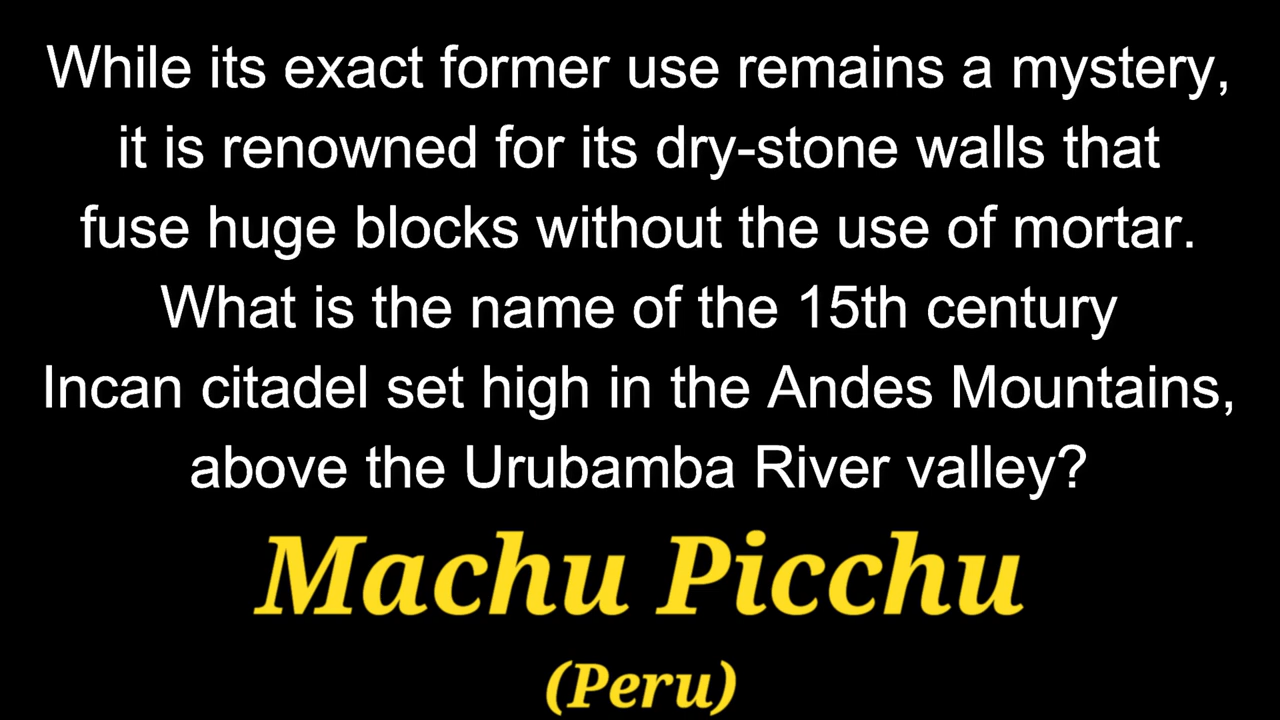 While its exact former use remains a mystery,
it is renowned for its dry-stone walls that
fuse huge blocks without the use of mortar.
What is the name of the 15th century
Incan citadel set high in the Andes Mountains,
above the Urubamba River valley?
Machu Picchu
(Peru)